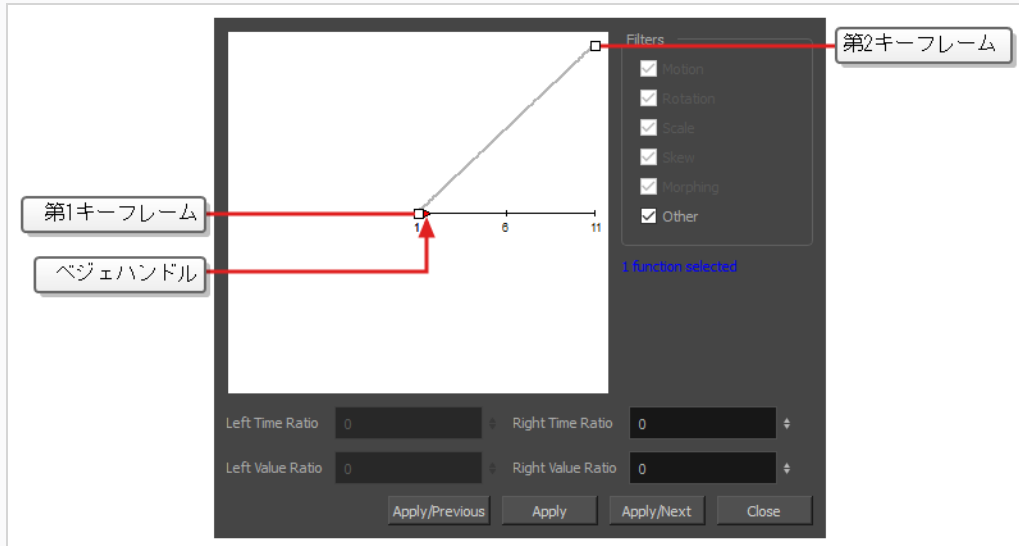 Filters
第2キーフレーム
Motion
Rotation
Scale
Skew
Morphing
Other
第1キーフレーム
1
6
11
ベジェハンドル
1 function selected
Left Time Ratio 0 Right Time Ratio 0
Left Value Ratio 0 Right Value Ratio 0
Apply/Previous Apply Apply/Next Close